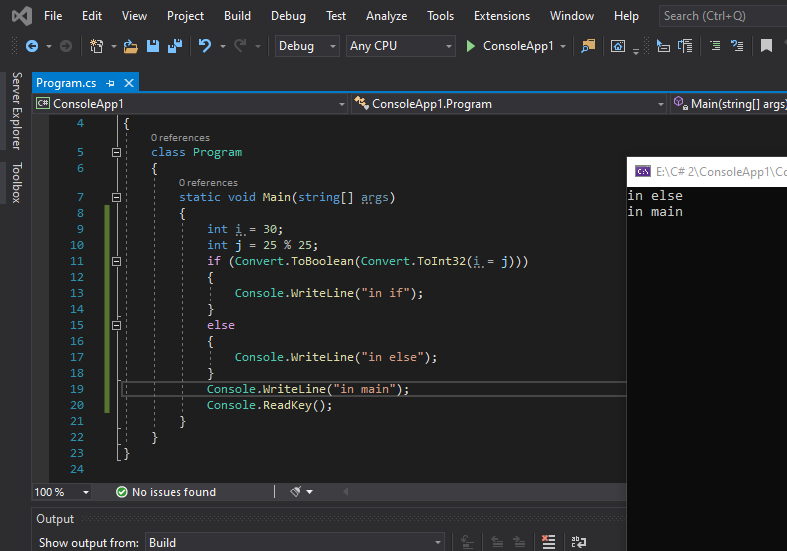 File Edit View Project Build Debug Test Analyze Tools Extensions Window Help Search (Ctrl+Q)
Debug Any CPU ConsoleApp1
Server Explorer
Toolbox
Program.cs
C# ConsoleApp1 ConsoleApp1.Program Main(string[] args)
4 {
0 references
5 class Program
6 {
0 references
7 static void Main(string[] args)
8 {
9 int i = 30;
10 int j = 25 % 25;
11 if (Convert.ToBoolean(Convert.ToInt32(i = j)))
12 {
13 Console.WriteLine("in if");
14 }
15 else
16 {
17 Console.WriteLine("in else");
18 }
19 Console.WriteLine("in main");
20 Console.ReadKey();
21 }
22 }
23 }
24
C:\ E:\C# 2\ConsoleApp1\Co
in else
in main
100 % No issues found
Output
Show output from: Build